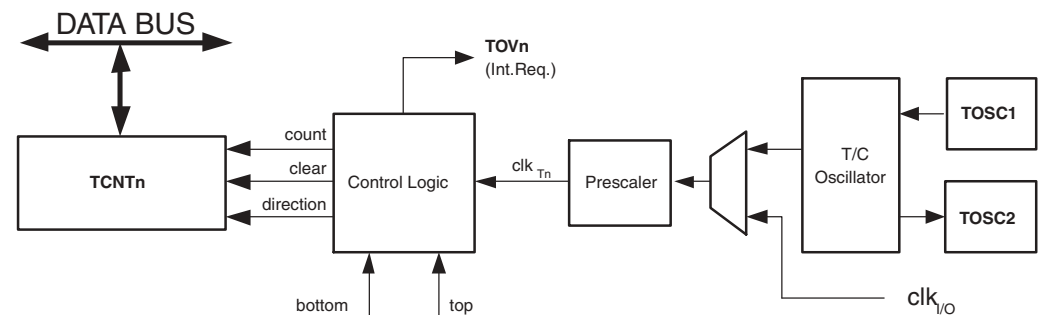 DATA BUS
TOVn
(Int.Req.)
TOSC1
count
TCNTn
clear
Control Logic
clk Tn
Prescaler
T/C
Oscillator
direction
TOSC2
bottom
top
clkI/O